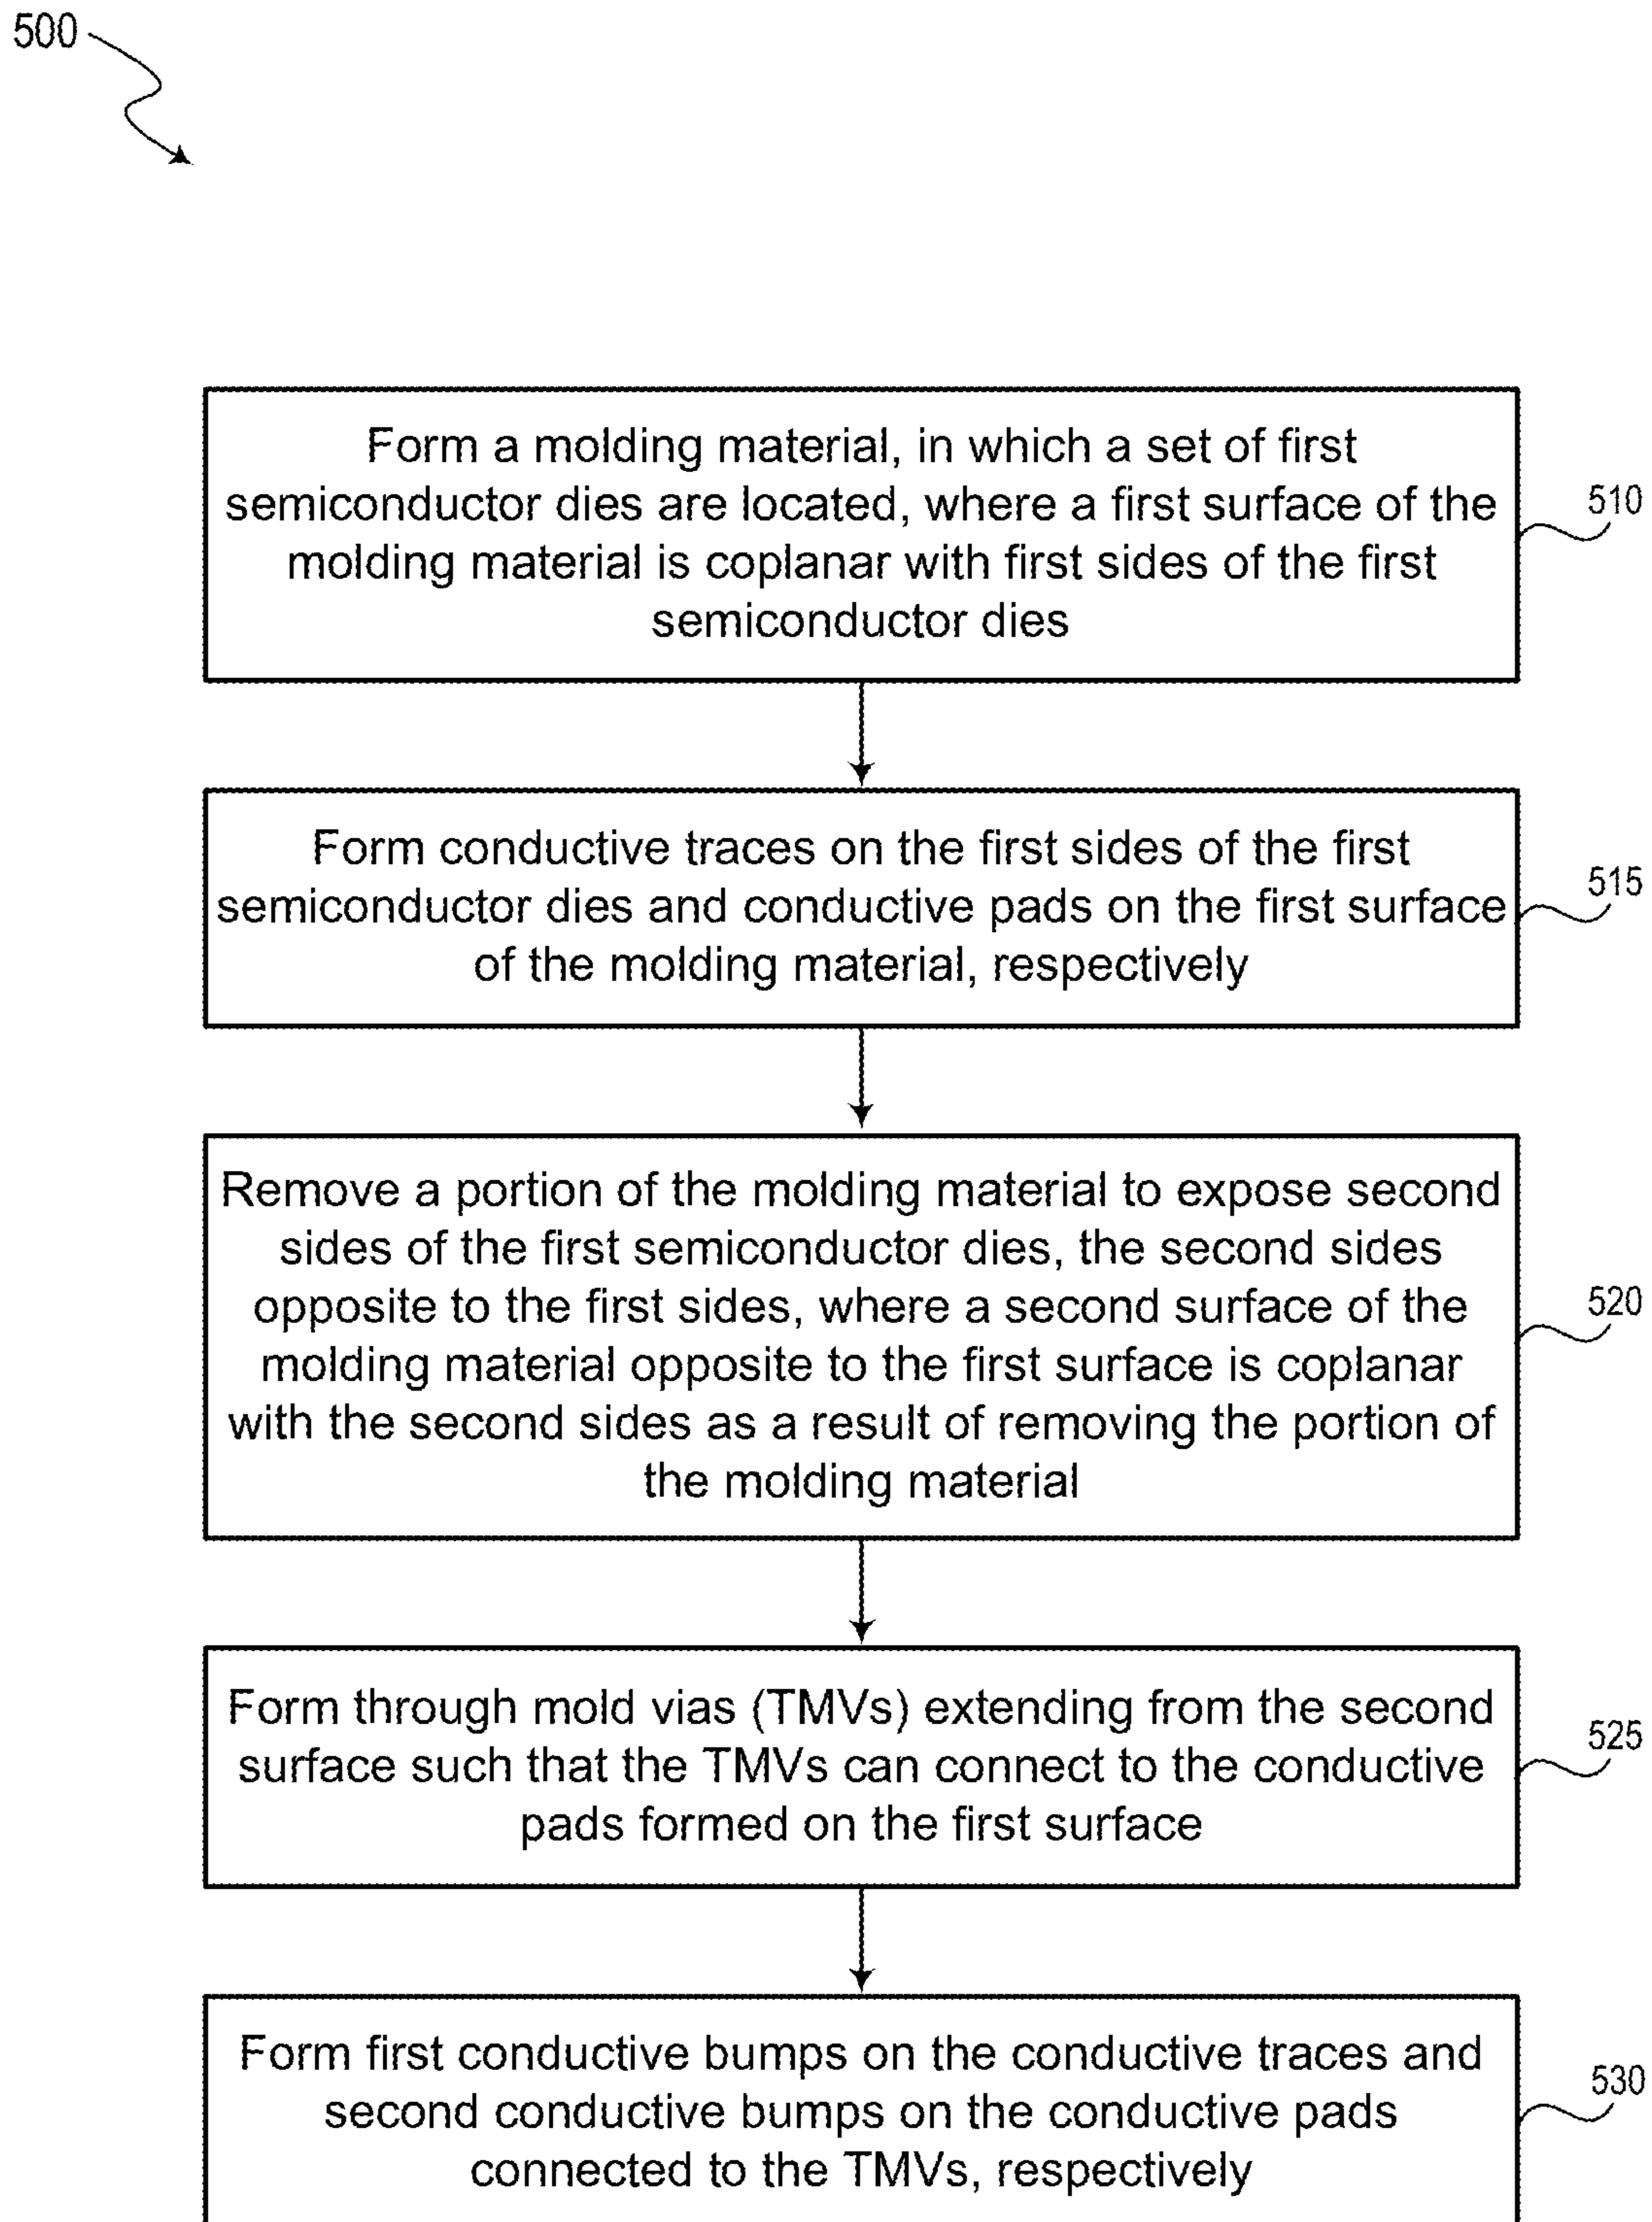 500
Form a molding material, in which a set of first
semiconductor dies are located, where a first surface of the
molding material is coplanar with first sides of the first
semiconductor dies
510
Form conductive traces on the first sides of the first
semiconductor dies and conductive pads on the first surface
of the molding material, respectively
515
Remove a portion of the molding material to expose second
sides of the first semiconductor dies, the second sides
opposite to the first sides, where a second surface of the
molding material opposite to the first surface is coplanar
with the second sides as a result of removing the portion of
the molding material
520
Form through mold vias (TMVs) extending from the second
surface such that the TMVs can connect to the conductive
pads formed on the first surface
525
Form first conductive bumps on the conductive traces and
second conductive bumps on the conductive pads
connected to the TMVs, respectively
530